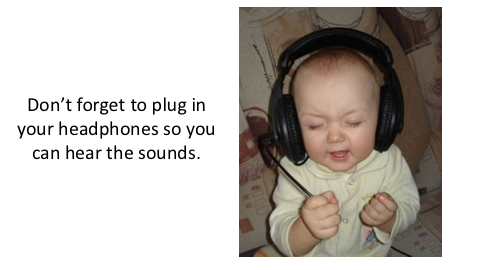 Don’t forget to plug in
your headphones so you
can hear the sounds.